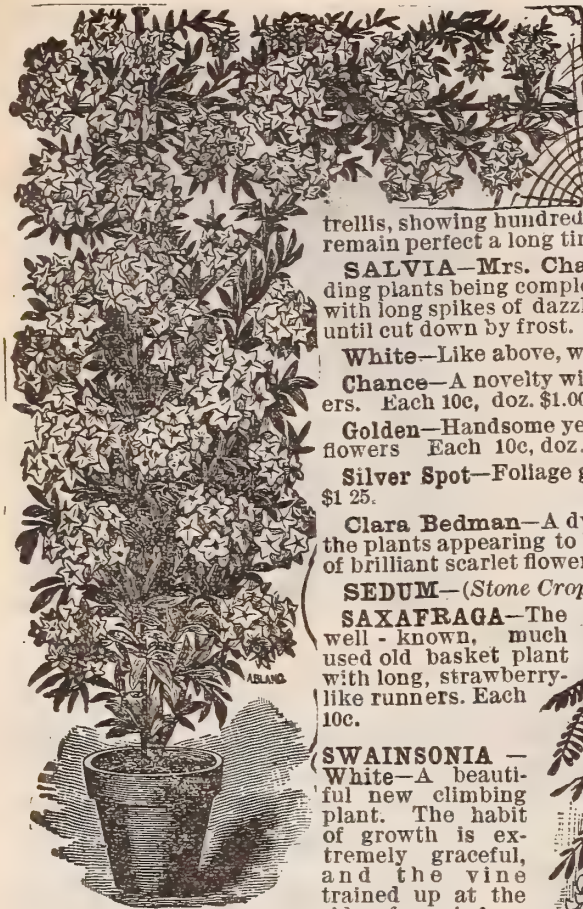 trellis, showing hundred
remain perfect a long tin
SALVIA—Mrs. Cha
ding plants being comple
with long spikes of dazzl
until cut down by frost.
White—Like above, w
Chance—A novelty wi
ers. Each 10c, doz. $1.00
Golden—Handsome ye
flowers Each 10c, doz.
Silver Spot—Foliage g
$1 25.
Clara Bedman—A dw
the plants appearing to
of brilliant scarlet flower
SEDUM—(Stone Crop
SAXAFRAGA—The
well - known, much
used old basket plant
with long, strawberry-
like runners. Each
10c.
SWAINSONIA —
White—A beauti-
ful new climbing
plant. The habit
of growth is ex-
tremely graceful,
and the vine
trained up at the
A.BLANC